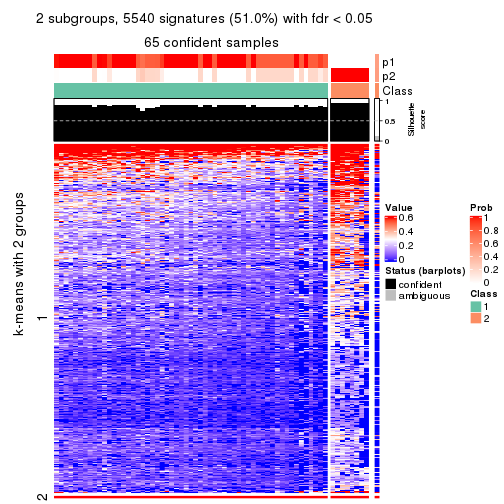 2 subgroups, 5540 signatures (51.0%) with fdr < 0.05
65 confident samples
p1
p2
Class
1
0.5
0
Silhouette
score
k-means with 2 groups
1
2
Value
0.6
0.4
0.2
0
Status (barplots)
confident
ambiguous
Prob
1
0.8
0.6
0.4
0.2
0
Class
1
2